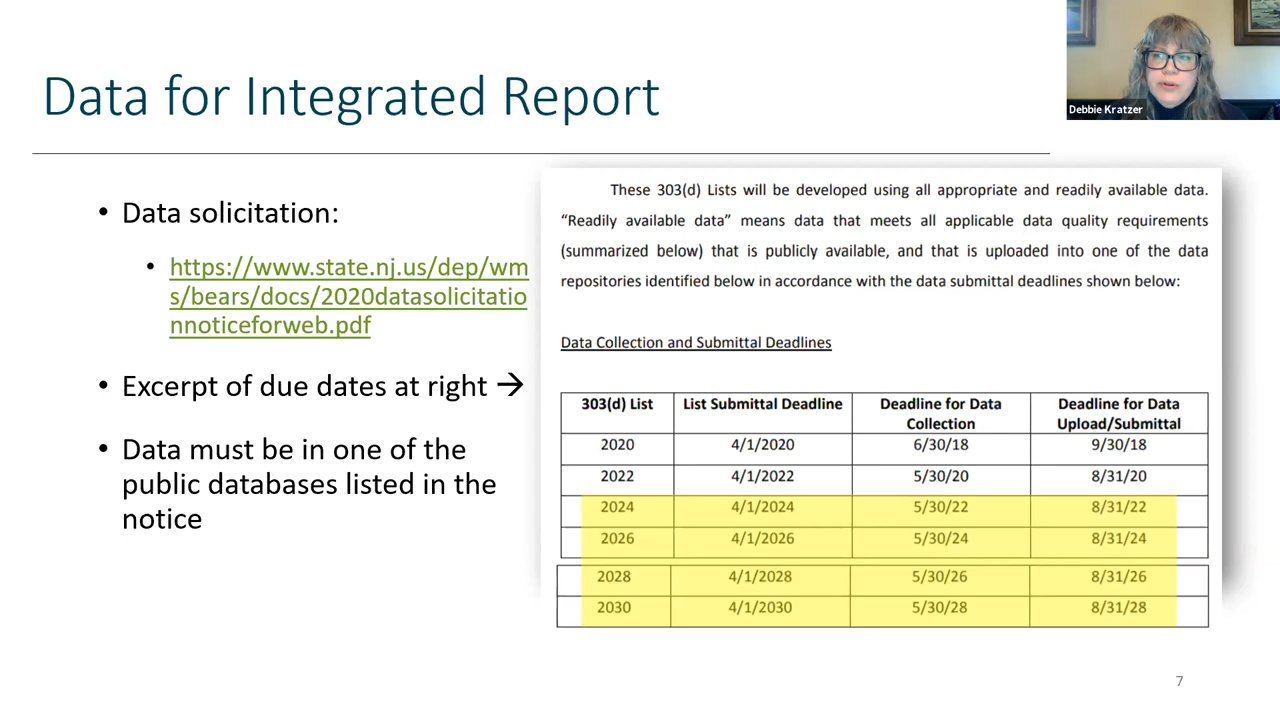 Data for Integrated Report
Debbie Kratzer
• Data solicitation:
• https://www.state.nj.us/dep/wm
s/bears/docs/2020datasolicitatio
nnoticeforweb.pdf
• Excerpt of due dates at right →
• Data must be in one of the
public databases listed in the
notice
These 303(d) Lists will be developed using all appropriate and readily available data.
“Readily available data” means data that meets all applicable data quality requirements
(summarized below) that is publicly available, and that is uploaded into one of the data
repositories identified below in accordance with the data submittal deadlines shown below:
Data Collection and Submittal Deadlines
303(d) List List Submittal Deadline Deadline for Data Collection Deadline for Data Upload/Submittal
2020 4/1/2020 6/30/18 9/30/18
2022 4/1/2022 5/30/20 8/31/20
2024 4/1/2024 5/30/22 8/31/22
2026 4/1/2026 5/30/24 8/31/24
2028 4/1/2028 5/30/26 8/31/26
2030 4/1/2030 5/30/28 8/31/28
7